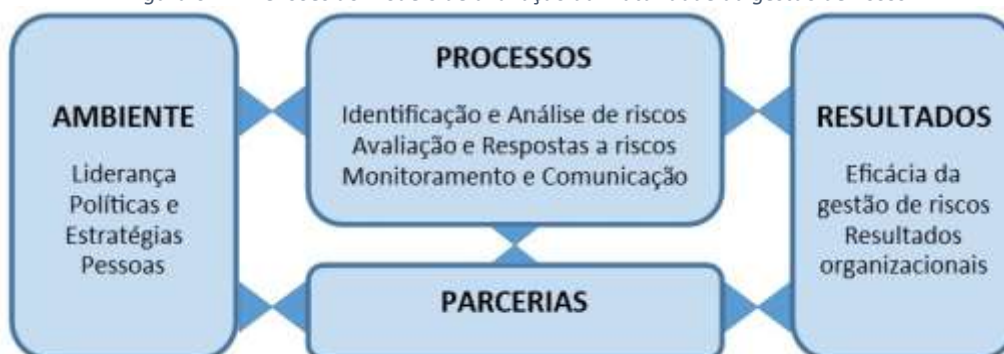 AMBIENTE
Liderança
Políticas e
Estratégias
Pessoas
PROCESSOS
Identificação e Análise de riscos
Avaliação e Respostas a riscos
Monitoramento e Comunicação
PARCERIAS
RESULTADOS
Eficácia da
gestão de riscos
Resultados
organizacionais